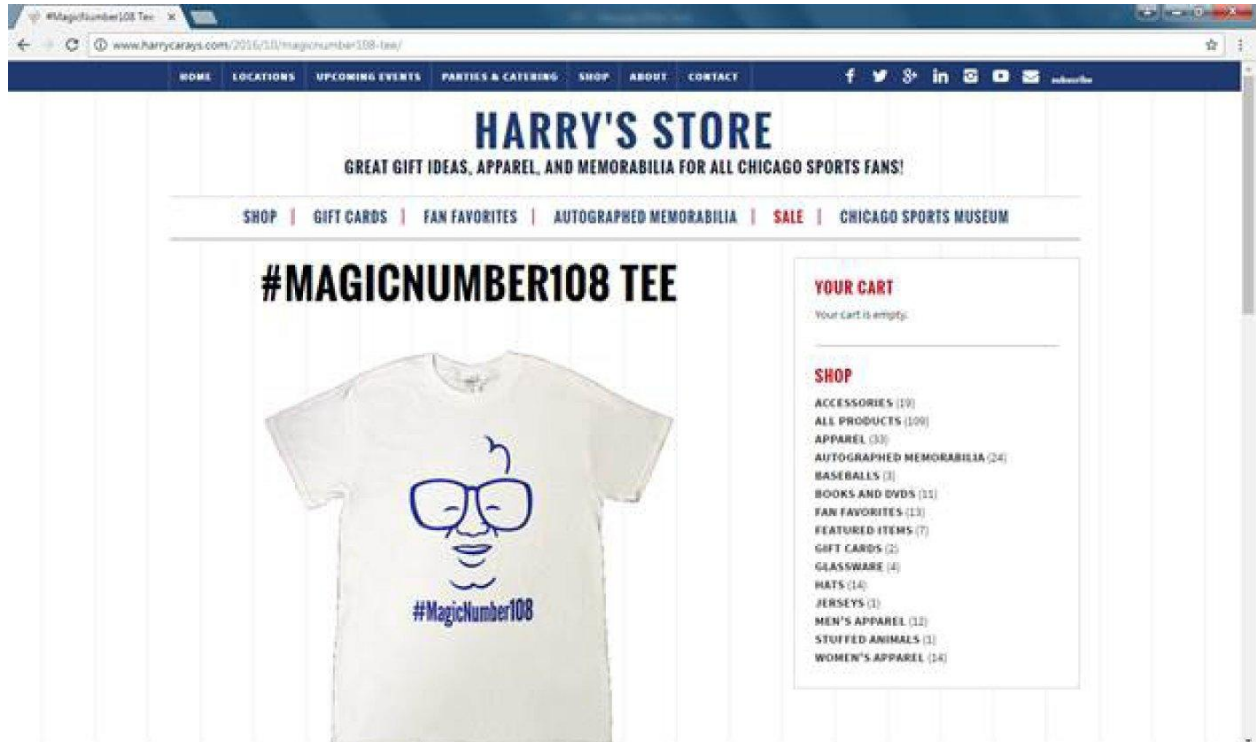 #MagicNumber108 Tee
www.harrycarays.com/2016/10/magicnumber108-tee/
HOME LOCATIONS UPCOMING EVENTS PARTIES & CATERING SHOP ABOUT CONTACT subscribe
HARRY'S STORE
GREAT GIFT IDEAS, APPAREL, AND MEMORABILIA FOR ALL CHICAGO SPORTS FANS!
SHOP | GIFT CARDS | FAN FAVORITES | AUTOGRAPHED MEMORABILIA | SALE | CHICAGO SPORTS MUSEUM
#MAGICNUMBER108 TEE
#MagicNumber108
YOUR CART
Your cart is empty.
SHOP
ACCESSORIES (19)
ALL PRODUCTS (109)
APPAREL (33)
AUTOGRAPHED MEMORABILIA (24)
BASEBALLS (3)
BOOKS AND DVDS (11)
FAN FAVORITES (13)
FEATURED ITEMS (7)
GIFT CARDS (2)
GLASSWARE (4)
HATS (14)
JERSEYS (1)
MEN'S APPAREL (12)
STUFFED ANIMALS (1)
WOMEN'S APPAREL (14)